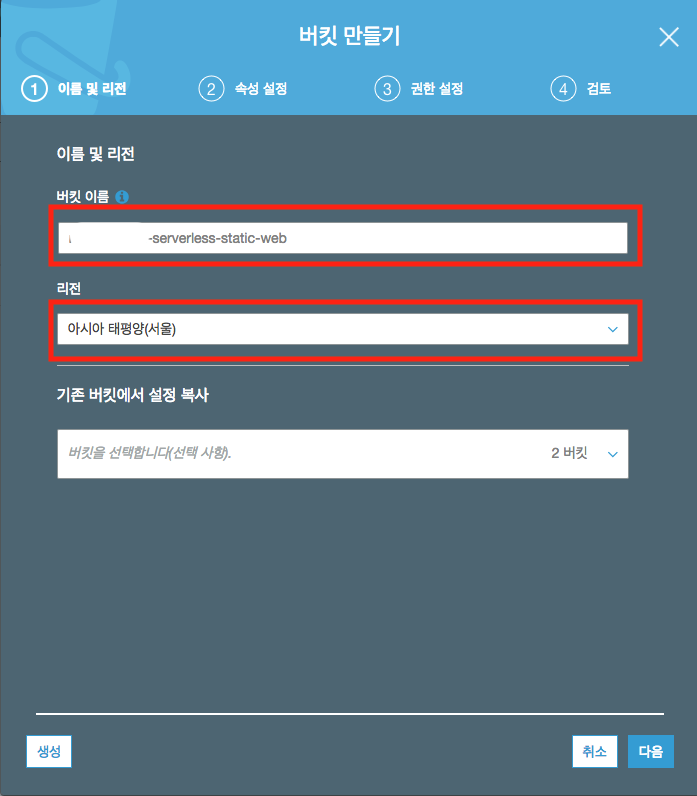 버킷 만들기
1 이름 및 리전 2 속성 설정 3 권한 설정 4 검토
이름 및 리전
버킷 이름 i
-serverless-static-web
리전
아시아 태평양(서울)
기존 버킷에서 설정 복사
버킷을 선택합니다(선택 사항). 2 버킷
생성 취소 다음